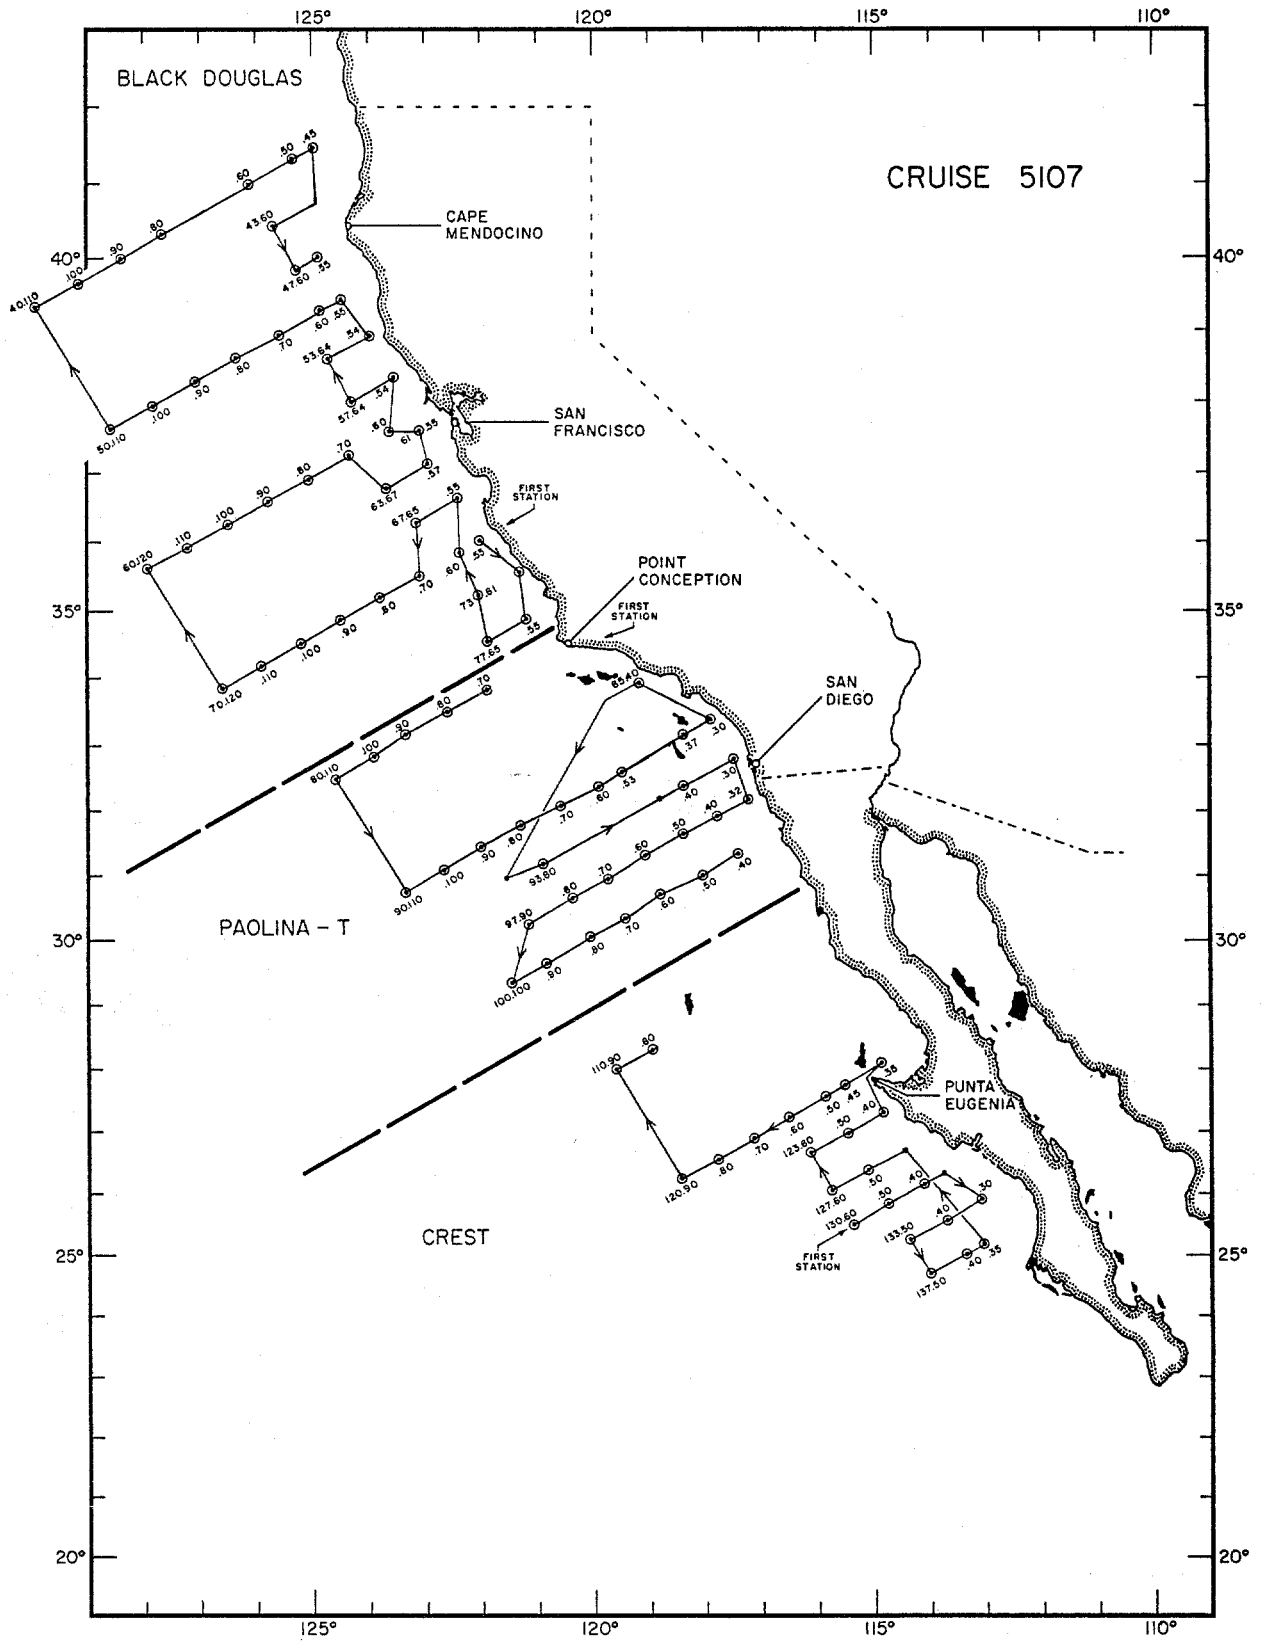 125° 120° 115° 110°
BLACK DOUGLAS
CRUISE 5107
.60 .50 .45
.80
.90
.100
40.110
43.60
47.60 .55
CAPE
MENDOCINO
40° 40°
50.110 .100 .90 .80 .70 .60 .55
.54
53.64
57.64 .54
.60 61 .55
.57
63.67
SAN
FRANCISCO
60.120 .110 .100 .90 .80 .70
67.65 .55
FIRST
STATION
.55
.60
73 .61
77.65 .55
70.120 .110 .100 .90 .80 .70
POINT
CONCEPTION
FIRST
STATION
35° 35°
80.110 .100 .90 .80 .70
SAN
DIEGO
90.110 .100 .90 .80 .70 .60 .53 .37 .30
93.80 .40 .30
97.90 .80 .70 .60 .50 .40 .32
100.100 .90 .80 .70 .60 .50 .40
PAOLINA - T
30° 30°
110.90 .80
120.90 .80 .70 .60 .50 .45 .38
PUNTA
EUGENIA
123.60 .50 .40
127.60 .50
130.60 .50 .40 .30
133.50 .40
137.50 .40 .35
FIRST
STATION
CREST
25° 25°
20° 20°
125° 120° 115° 110°